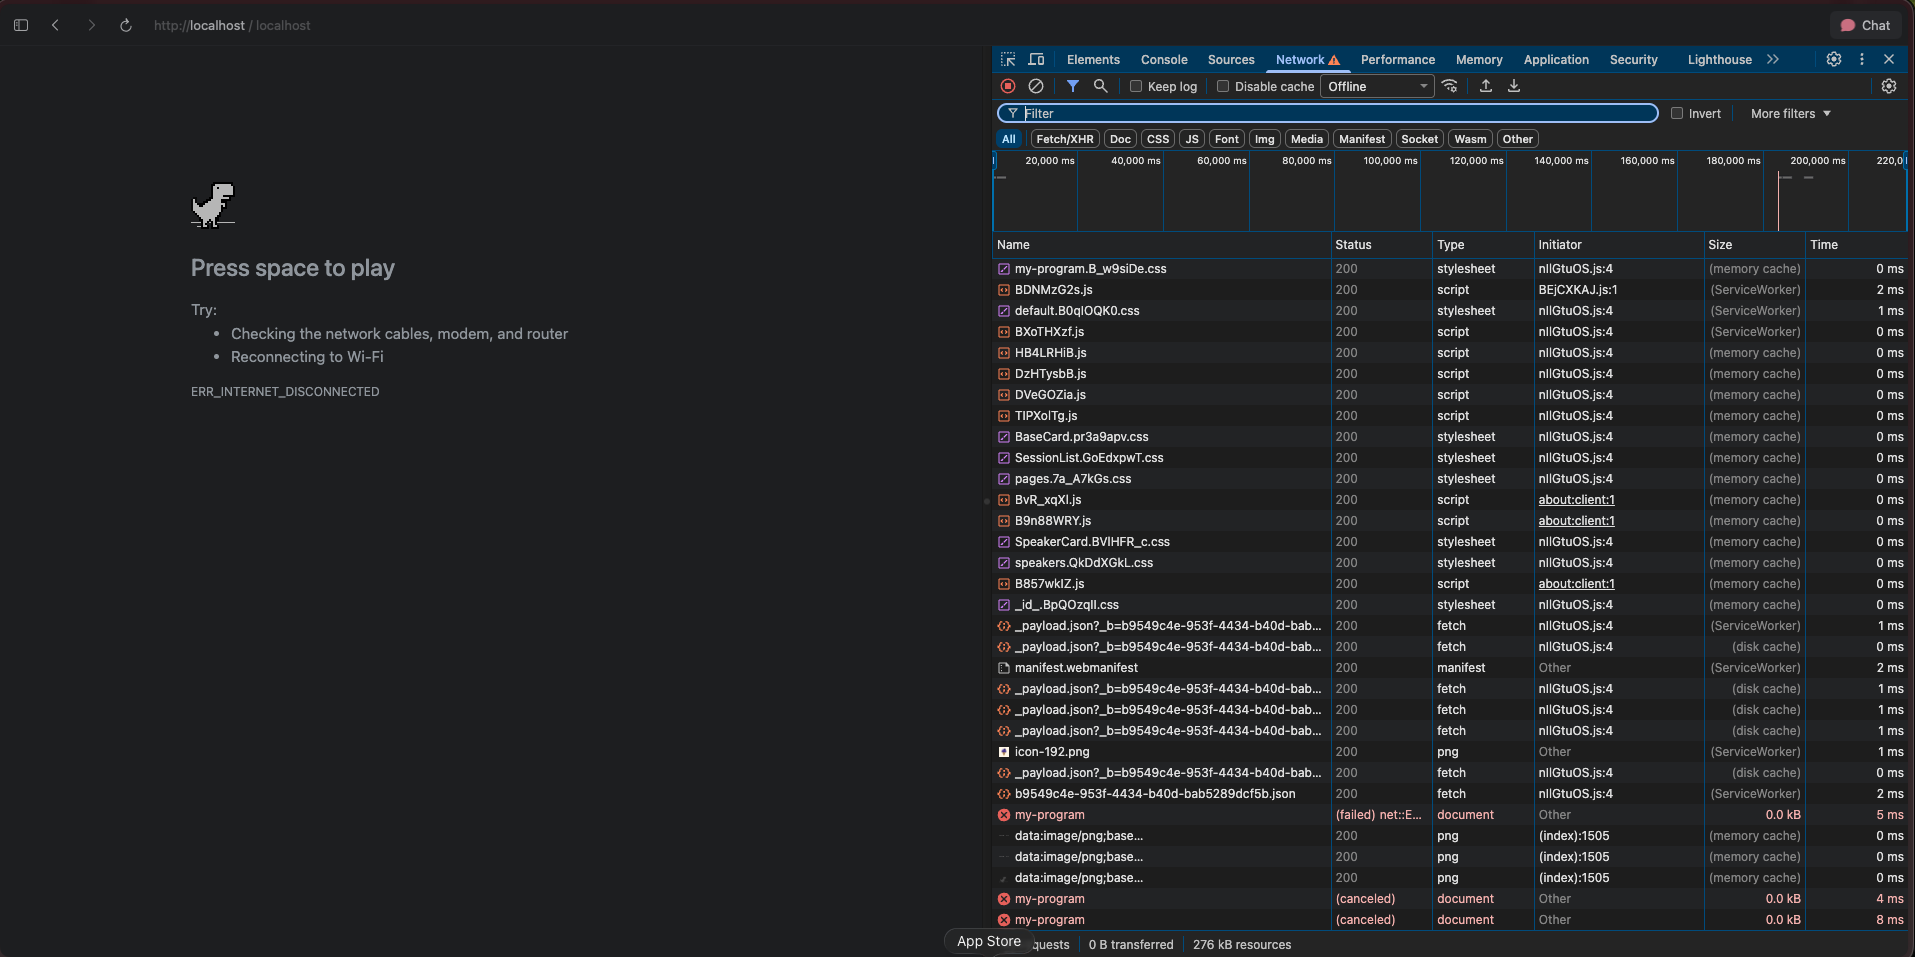 http://localhost / localhost
Chat
Elements Console Sources Network Performance Memory Application Security Lighthouse
Keep log Disable cache Offline
Filter Invert More filters
All Fetch/XHR Doc CSS JS Font Img Media Manifest Socket Wasm Other
20,000 ms 40,000 ms 60,000 ms 80,000 ms 100,000 ms 120,000 ms 140,000 ms 160,000 ms 180,000 ms 200,000 ms 220,0
Press space to play
Try:
• Checking the network cables, modem, and router
• Reconnecting to Wi-Fi
ERR_INTERNET_DISCONNECTED
Name Status Type Initiator Size Time
my-program.B_w9siDe.css 200 stylesheet nllGtuOS.js:4 (memory cache) 0 ms
BDNMzG2s.js 200 script BEjCXKAJ.js:1 (ServiceWorker) 2 ms
default.B0qIOQK0.css 200 stylesheet nllGtuOS.js:4 (ServiceWorker) 1 ms
BXoTHXzf.js 200 script nllGtuOS.js:4 (ServiceWorker) 0 ms
HB4LRHiB.js 200 script nllGtuOS.js:4 (memory cache) 0 ms
DzHTysbB.js 200 script nllGtuOS.js:4 (memory cache) 0 ms
DVeGOZia.js 200 script nllGtuOS.js:4 (memory cache) 0 ms
TIPXolTg.js 200 script nllGtuOS.js:4 (memory cache) 0 ms
BaseCard.pr3a9apv.css 200 stylesheet nllGtuOS.js:4 (memory cache) 0 ms
SessionList.GoEdxpwT.css 200 stylesheet nllGtuOS.js:4 (memory cache) 0 ms
pages.7a_A7kGs.css 200 stylesheet nllGtuOS.js:4 (memory cache) 0 ms
BvR_xqXl.js 200 script about:client:1 (memory cache) 0 ms
B9n88WRY.js 200 script about:client:1 (memory cache) 0 ms
SpeakerCard.BVIHFR_c.css 200 stylesheet nllGtuOS.js:4 (memory cache) 0 ms
speakers.QkDdXGkL.css 200 stylesheet nllGtuOS.js:4 (memory cache) 0 ms
B857wkIZ.js 200 script about:client:1 (memory cache) 0 ms
_id_.BpQOzqII.css 200 stylesheet nllGtuOS.js:4 (memory cache) 0 ms
_payload.json?_b=b9549c4e-953f-4434-b40d-bab... 200 fetch nllGtuOS.js:4 (ServiceWorker) 1 ms
_payload.json?_b=b9549c4e-953f-4434-b40d-bab... 200 fetch nllGtuOS.js:4 (disk cache) 0 ms
manifest.webmanifest 200 manifest Other (ServiceWorker) 2 ms
_payload.json?_b=b9549c4e-953f-4434-b40d-bab... 200 fetch nllGtuOS.js:4 (disk cache) 1 ms
_payload.json?_b=b9549c4e-953f-4434-b40d-bab... 200 fetch nllGtuOS.js:4 (disk cache) 1 ms
_payload.json?_b=b9549c4e-953f-4434-b40d-bab... 200 fetch nllGtuOS.js:4 (disk cache) 1 ms
icon-192.png 200 png Other (ServiceWorker) 1 ms
_payload.json?_b=b9549c4e-953f-4434-b40d-bab... 200 fetch nllGtuOS.js:4 (disk cache) 0 ms
b9549c4e-953f-4434-b40d-bab5289dcf5b.json 200 fetch nllGtuOS.js:4 (ServiceWorker) 2 ms
my-program (failed) net::E... document Other 0.0 kB 5 ms
data:image/png;base... 200 png (index):1505 (memory cache) 0 ms
data:image/png;base... 200 png (index):1505 (memory cache) 0 ms
data:image/png;base... 200 png (index):1505 (memory cache) 0 ms
my-program (canceled) document Other 0.0 kB 4 ms
my-program (canceled) document Other 0.0 kB 8 ms
App Store quests 0 B transferred 276 kB resources